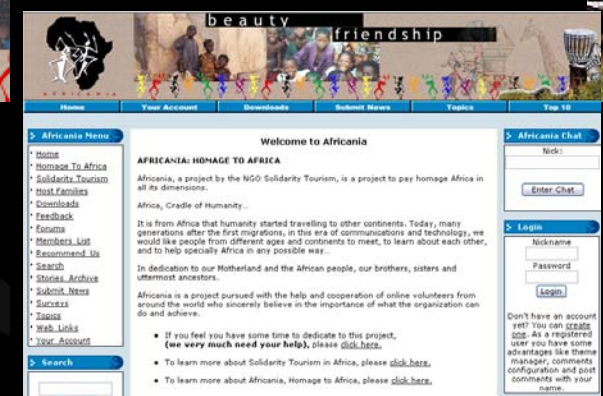 beauty
friendship
AFRICANIA
Home Your Account Downloads Submit News Topics Top 10
Africania Menu
· Home
· Homage To Africa
· Solidarity Tourism
· Host Families
· Downloads
· Feedback
· Forums
· Members List
· Recommend Us
· Search
· Stories Archive
· Submit News
· Surveys
· Topics
· Web Links
· Your Account
Search
Welcome to Africania
AFRICANIA: HOMAGE TO AFRICA
Africania, a project by the NGO Solidarity Tourism, is a project to pay homage Africa in
all its dimensions.
Africa, Cradle of Humanity...
It is from Africa that humanity started travelling to other continents. Today, many
generations after the first migrations, in this era of communications and technology, we
would like people from different ages and continents to meet, to learn about each other,
and to help specially Africa in any possible way...
In dedication to our Motherland and the African people, our brothers, sisters and
uttermost ancestors.
Africania is a project pursued with the help and cooperation of online volunteers from
around the world who sincerely believe in the importance of what the organization can
do and achieve.
• If you feel you have some time to dedicate to this project,
(we very much need your help), please click here.
• To learn more about Solidarity Tourism in Africa, please click here.
• To learn more about Africania, Homage to Africa, please click here.
Africania Chat
Nick:
Enter Chat
Login
Nickname
Password
Login
Don't have an account
yet? You can create
one. As a registered
user you have some
advantages like theme
manager, comments
configuration and post
comments with your
name.